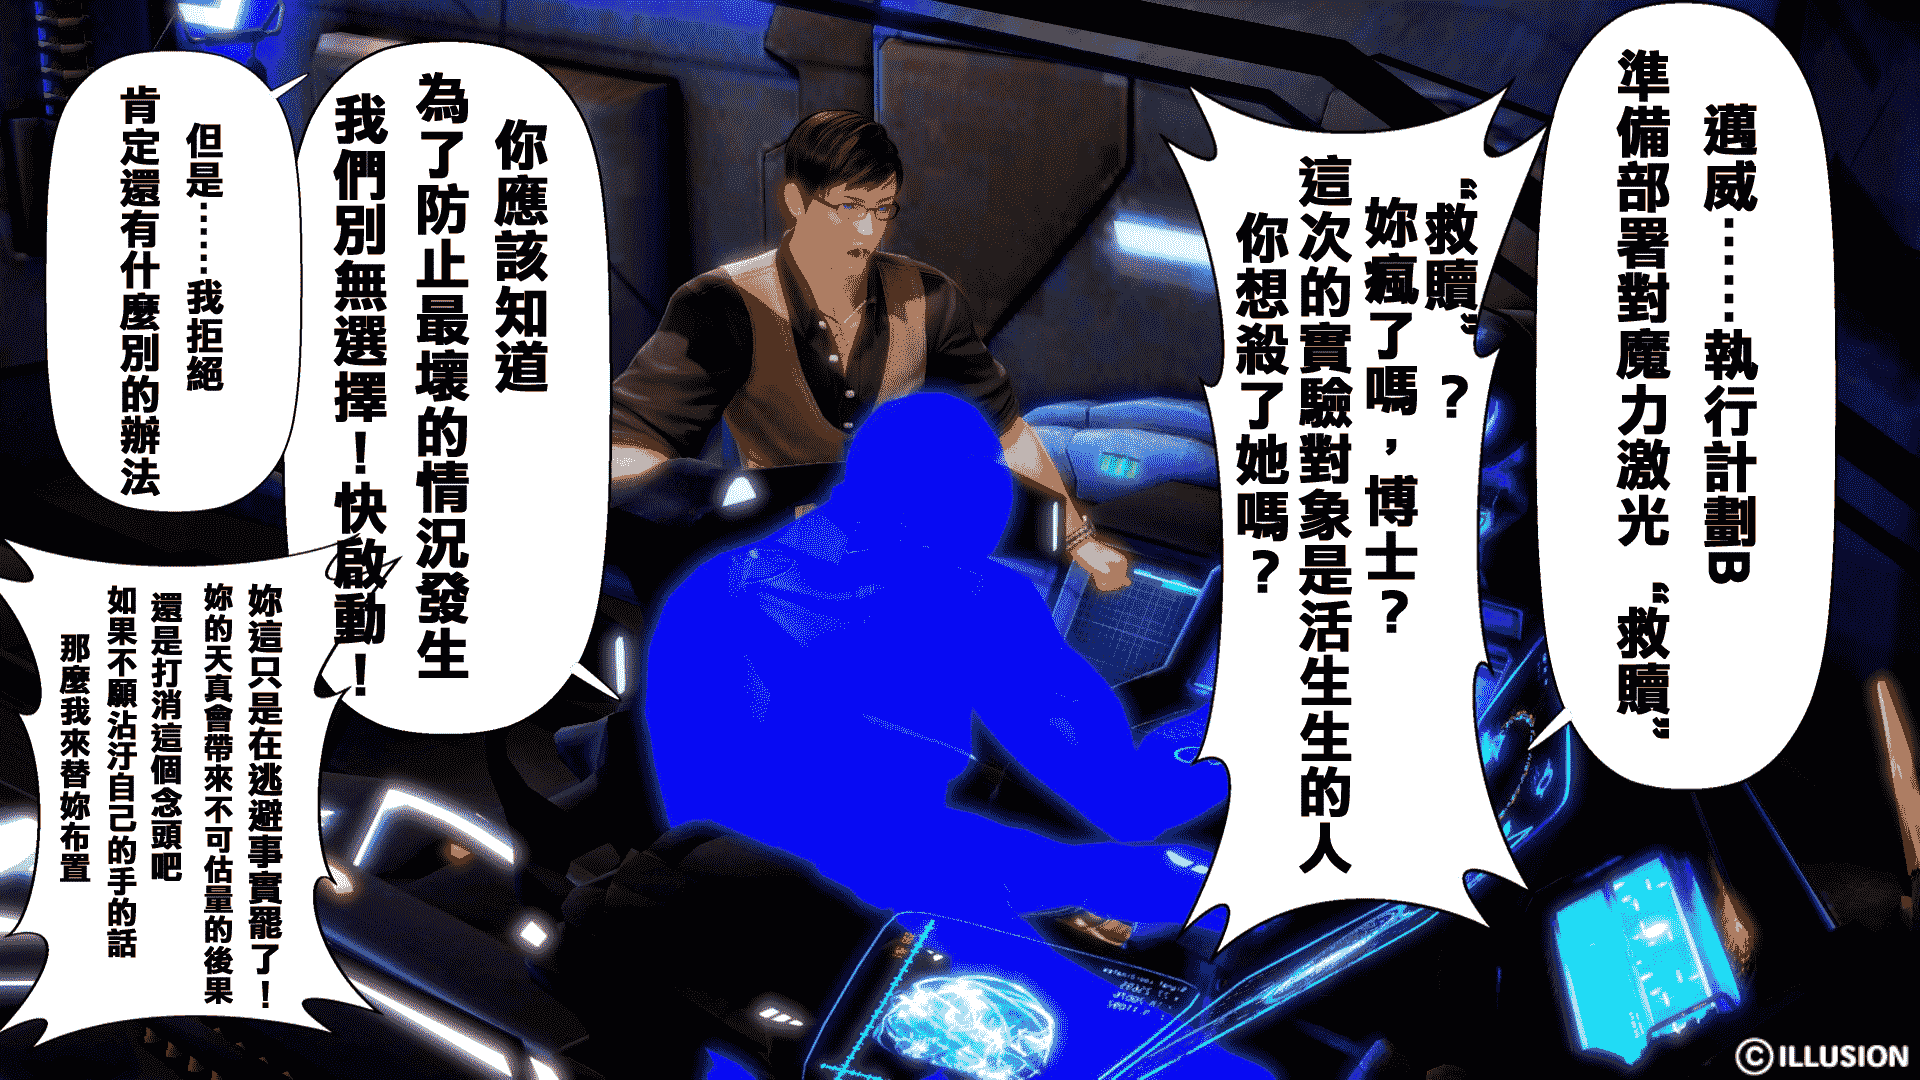 邁威……執行計劃B
準備部署對魔力激光“救贖”
“救贖”?
妳瘋了嗎，博士?
這次的實驗對象是活生生的人
你想殺了她嗎?
你應該知道
為了防止最壞的情況發生
我們別無選擇！快啟動！
但是……我拒絕
肯定還有什麼別的辦法
妳這只是在逃避事實罷了！
妳的天真會帶來不可估量的後果
還是打消這個念頭吧
如果不願沾汙自己的手的話
那麼我來替妳布置
©ILLUSION